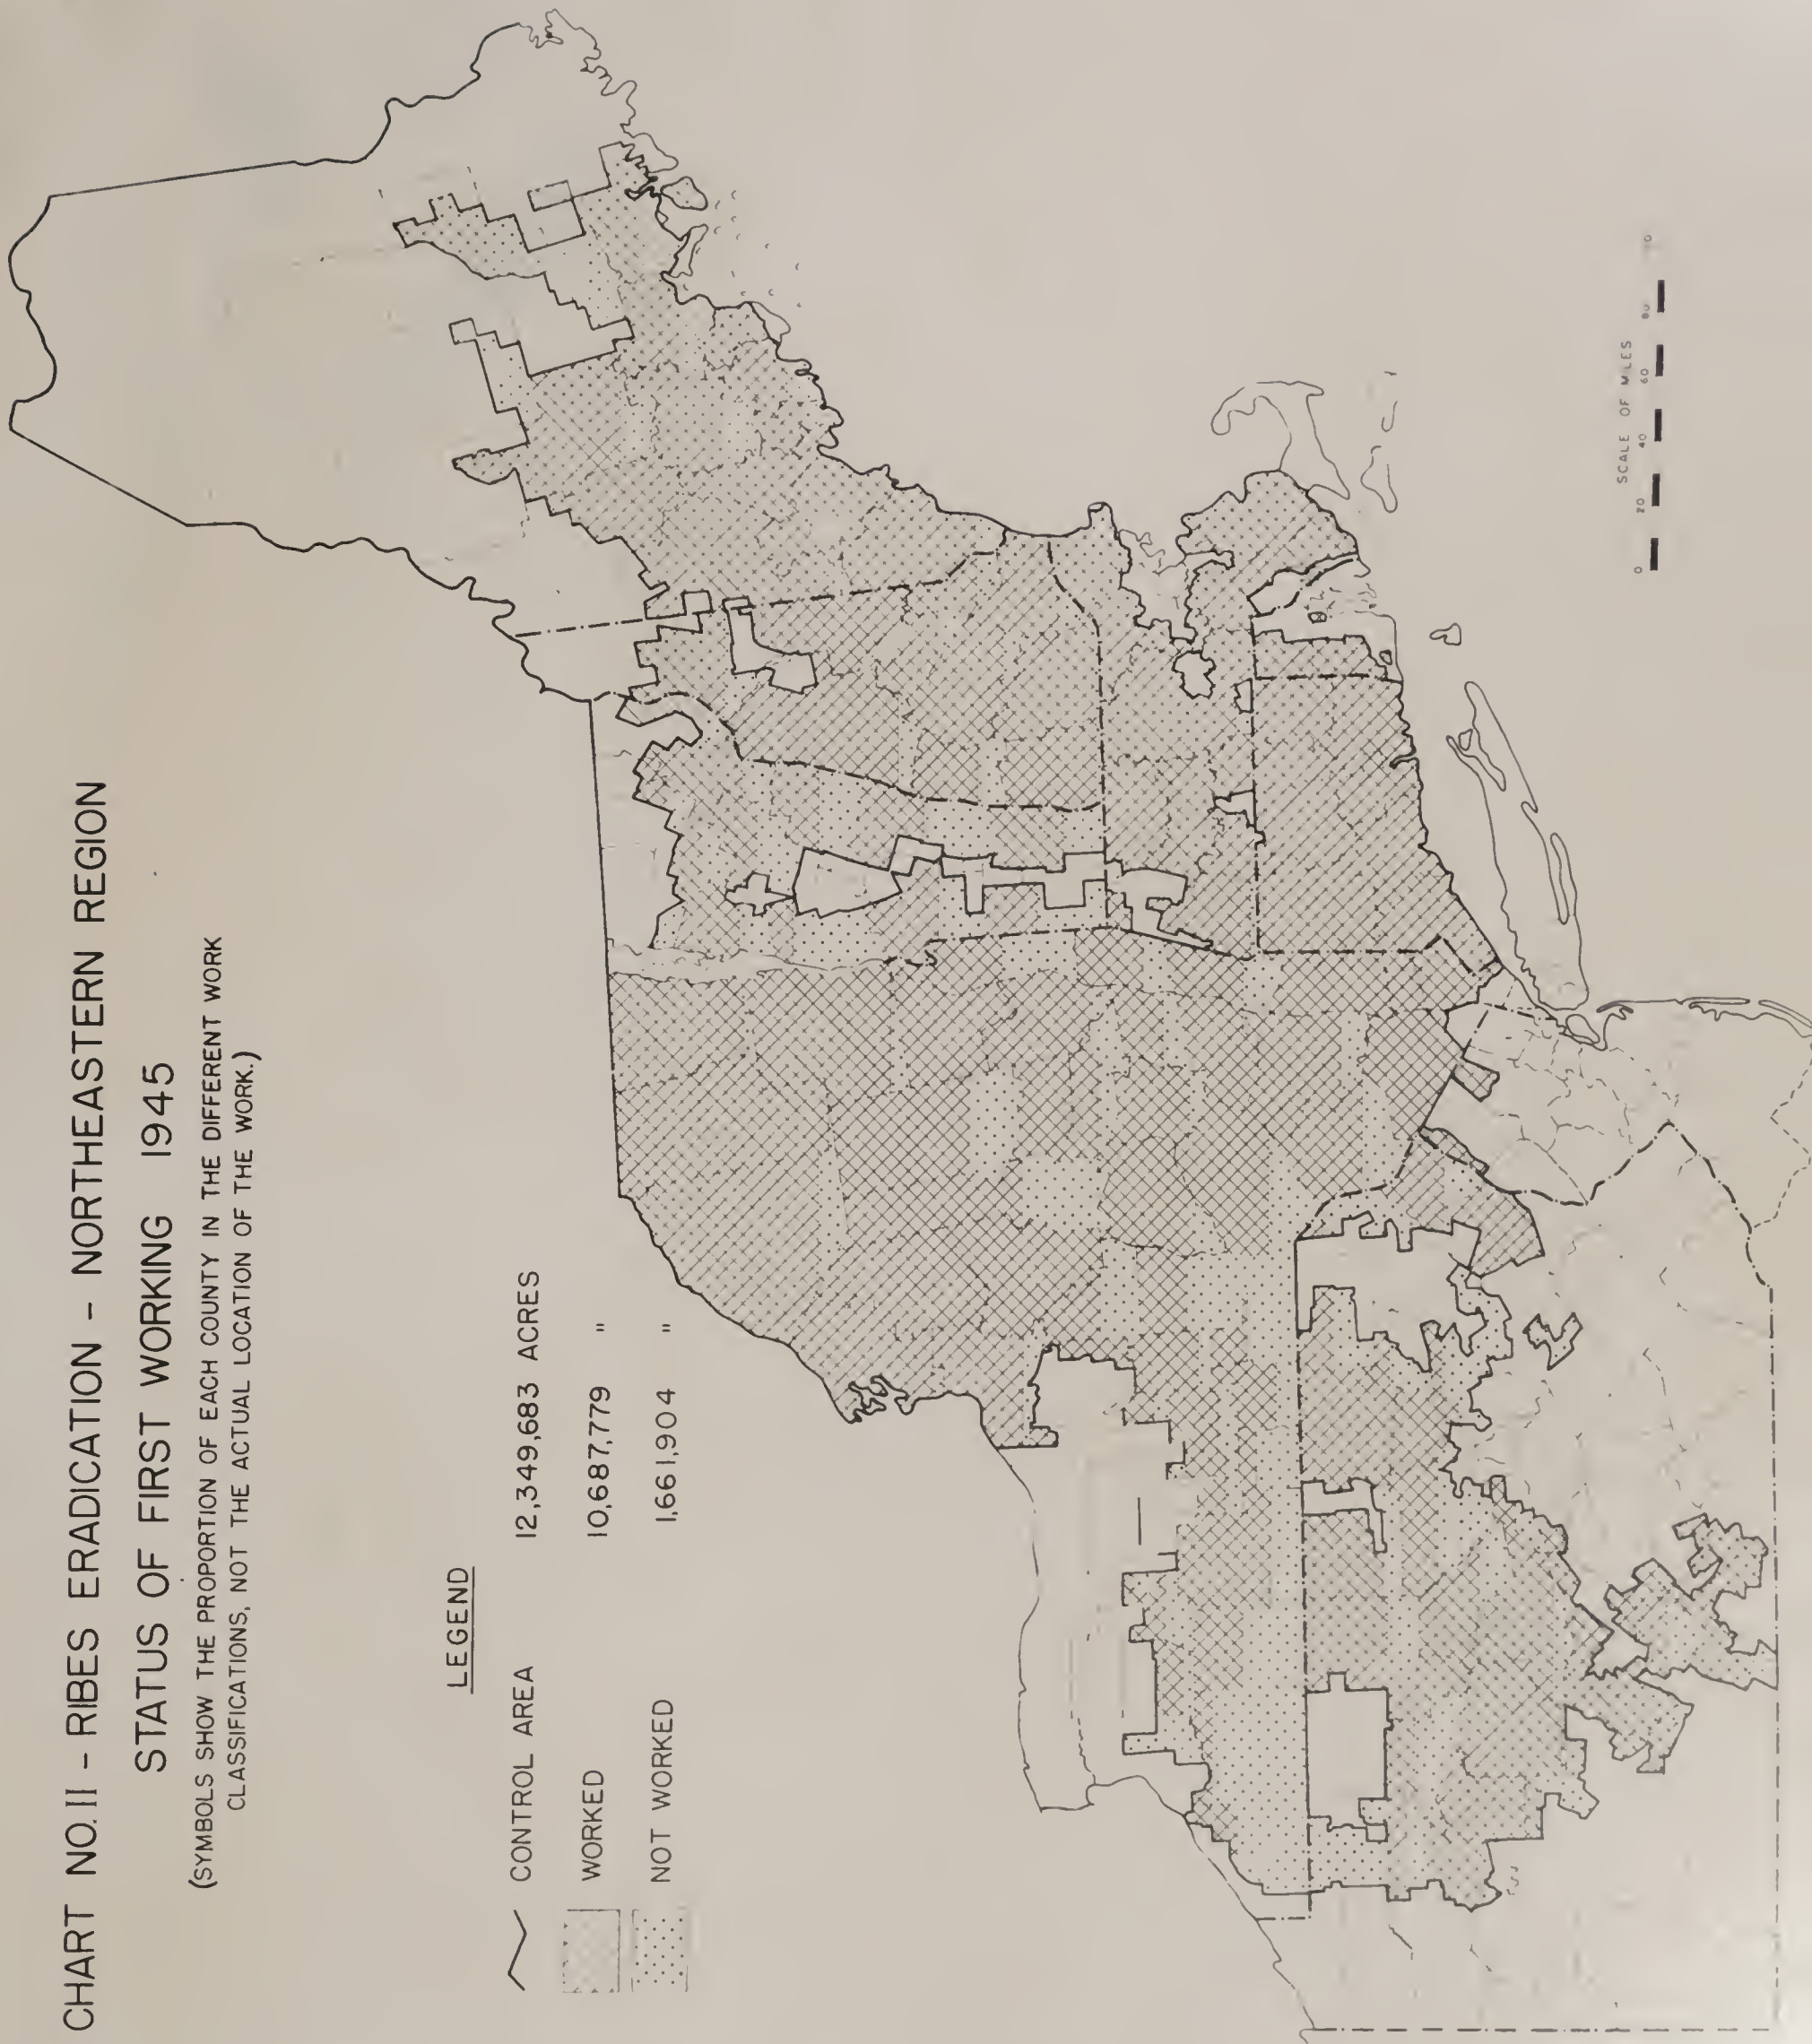 CHART NO. II - RIBES ERADICATION - NORTHEASTERN REGION
STATUS OF FIRST WORKING 1945
(SYMBOLS SHOW THE PROPORTION OF EACH COUNTY IN THE DIFFERENT WORK
CLASSIFICATIONS, NOT THE ACTUAL LOCATION OF THE WORK.)
LEGEND
CONTROL AREA 12,349,683 ACRES
WORKED 10,687,779 "
NOT WORKED 1,661,904 "
SCALE OF MILES
0 20 40 60 80